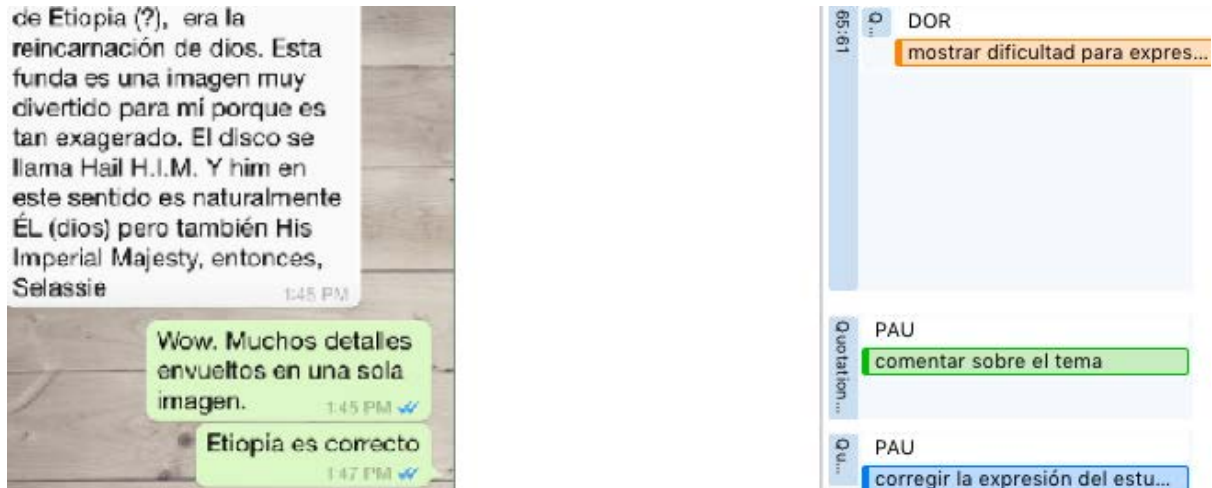 de Etiopia (?), era la
reincarnación de dios. Esta
funda es una imagen muy
divertido para mí porque es
tan exagerado. El disco se
llama Hail H.I.M. Y him en
este sentido es naturalmente
ÉL (dios) pero también His
Imperial Majesty, entonces,
Selassie
1:45 PM
Wow. Muchos detalles
envueltos en una sola
imagen.
1:45 PM
Etiopia es correcto
1:47 PM
65:61
Q...
DOR
mostrar dificultad para expres...
Quotation...
PAU
comentar sobre el tema
Qu...
PAU
corregir la expresión del estu...